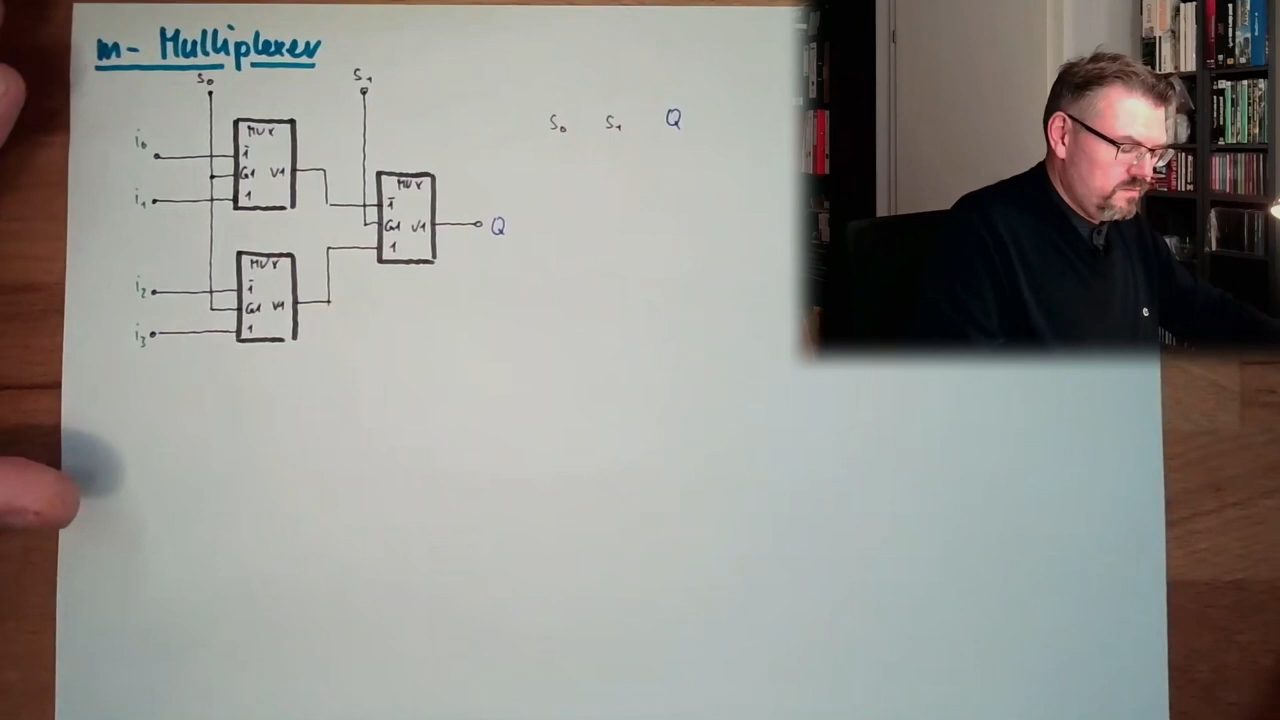 m- Multiplexer
s₀ s₁
s₀ s₁ Q
MUX
i₀ 1̄
G1 V1
i₁ 1
MUX
1̄
G1 V1 Q
1
MUX
i₂ 1̄
G1 V1
i₃ 1